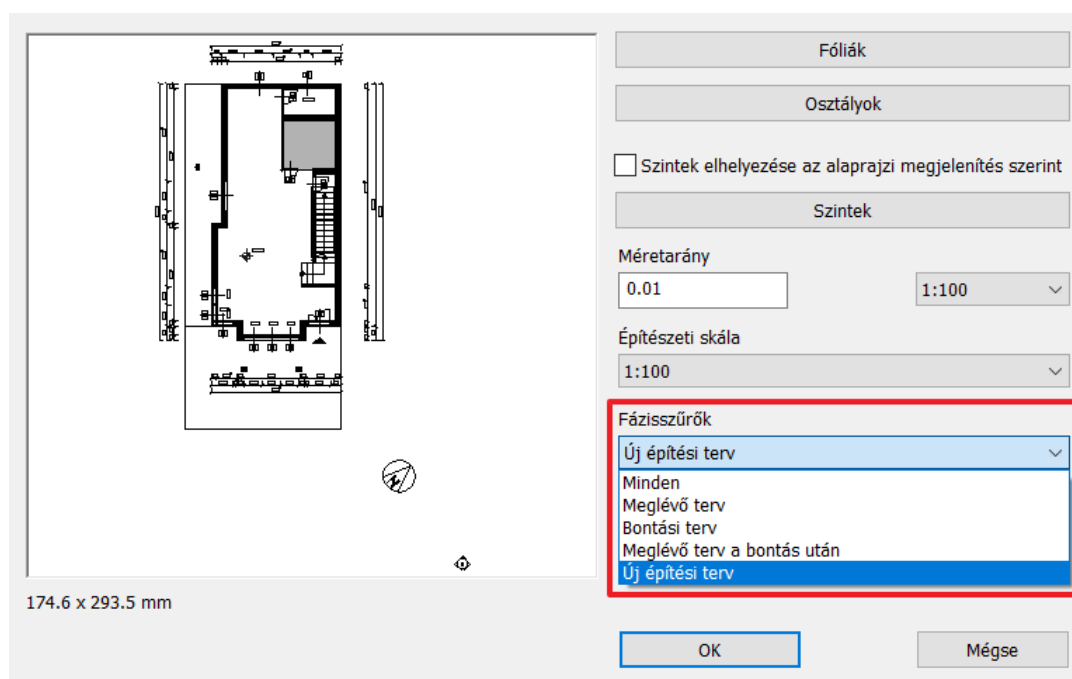 Fóliák
Osztályok
Szintek elhelyezése az alaprajzi megjelenítés szerint
Szintek
Méretarány
0.01
1:100
Építészeti skála
1:100
Fázisszűrők
Új építési terv
Minden
Meglévő terv
Bontási terv
Meglévő terv a bontás után
Új építési terv
174.6 x 293.5 mm
OK
Mégse